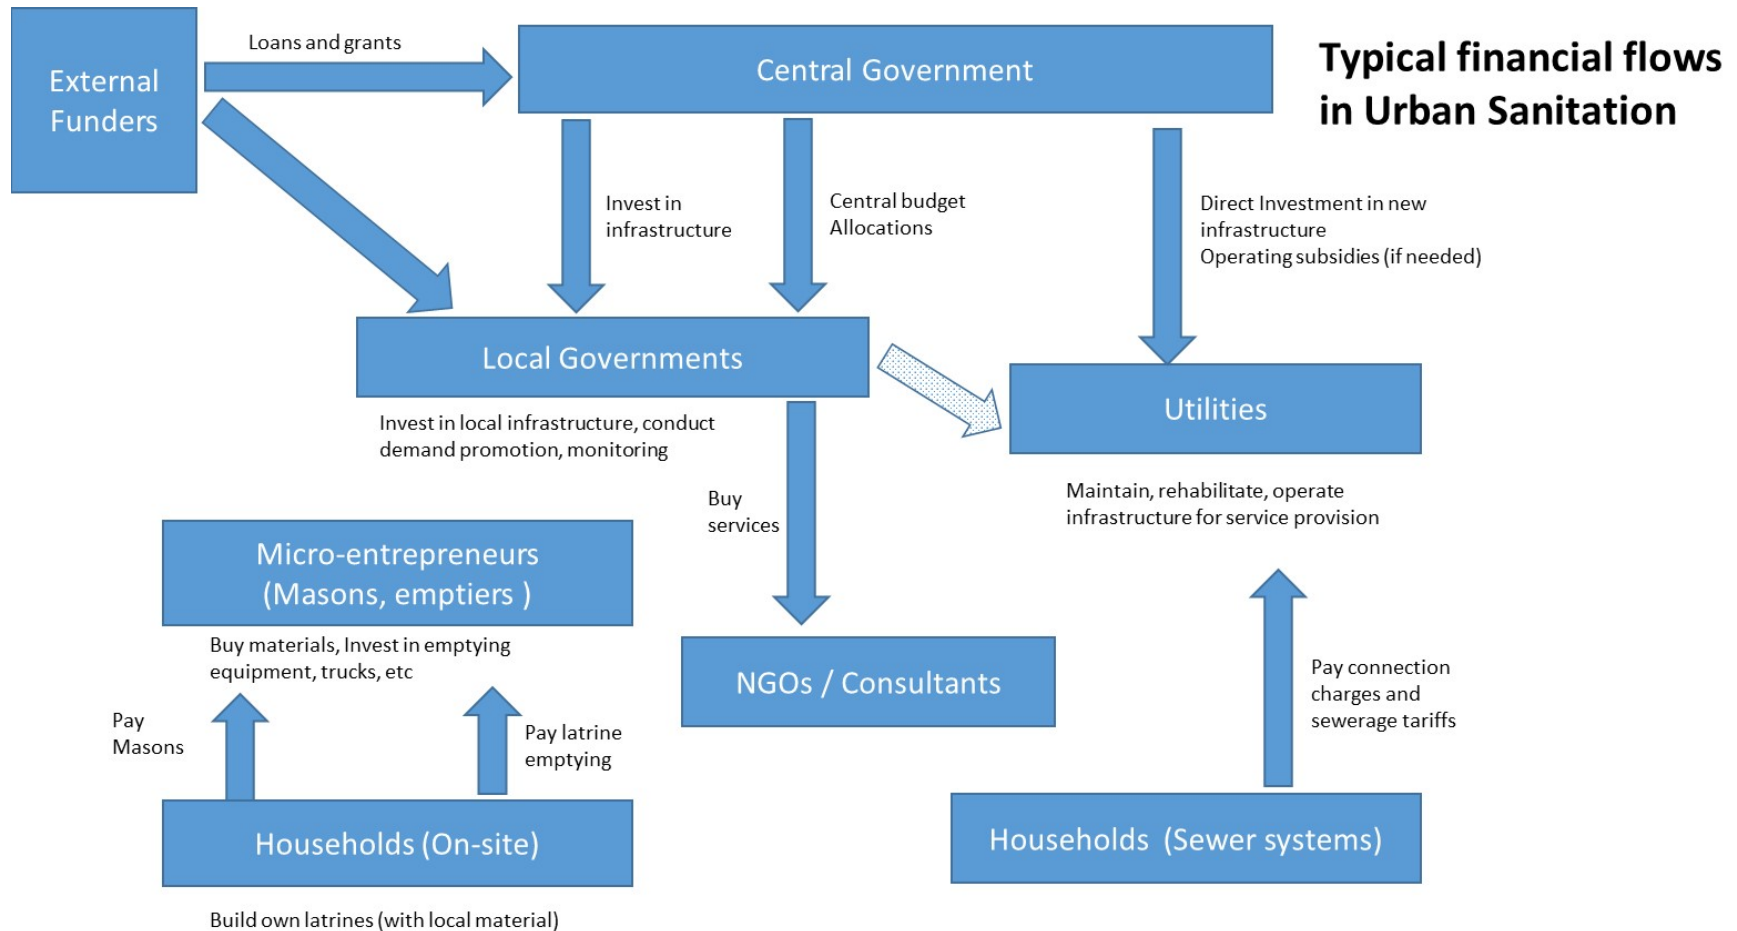 External
Funders
Loans and grants
Central Government
Typical financial flows
in Urban Sanitation
Invest in
infrastructure
Central budget
Allocations
Direct Investment in new
infrastructure
Operating subsidies (if needed)
Local Governments
Utilities
Invest in local infrastructure, conduct
demand promotion, monitoring
Buy
services
Maintain, rehabilitate, operate
infrastructure for service provision
Micro-entrepreneurs
(Masons, emptiers )
Buy materials, Invest in emptying
equipment, trucks, etc
NGOs / Consultants
Pay connection
charges and
sewerage tariffs
Pay
Masons
Pay latrine
emptying
Households (On-site)
Households  (Sewer systems)
Build own latrines (with local material)